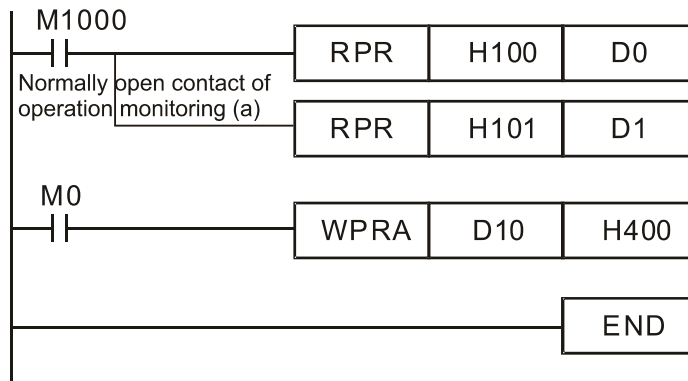 M1000
RPR H100 D0
Normally open contact of
operation monitoring (a)
RPR H101 D1
M0
WPRA D10 H400
END